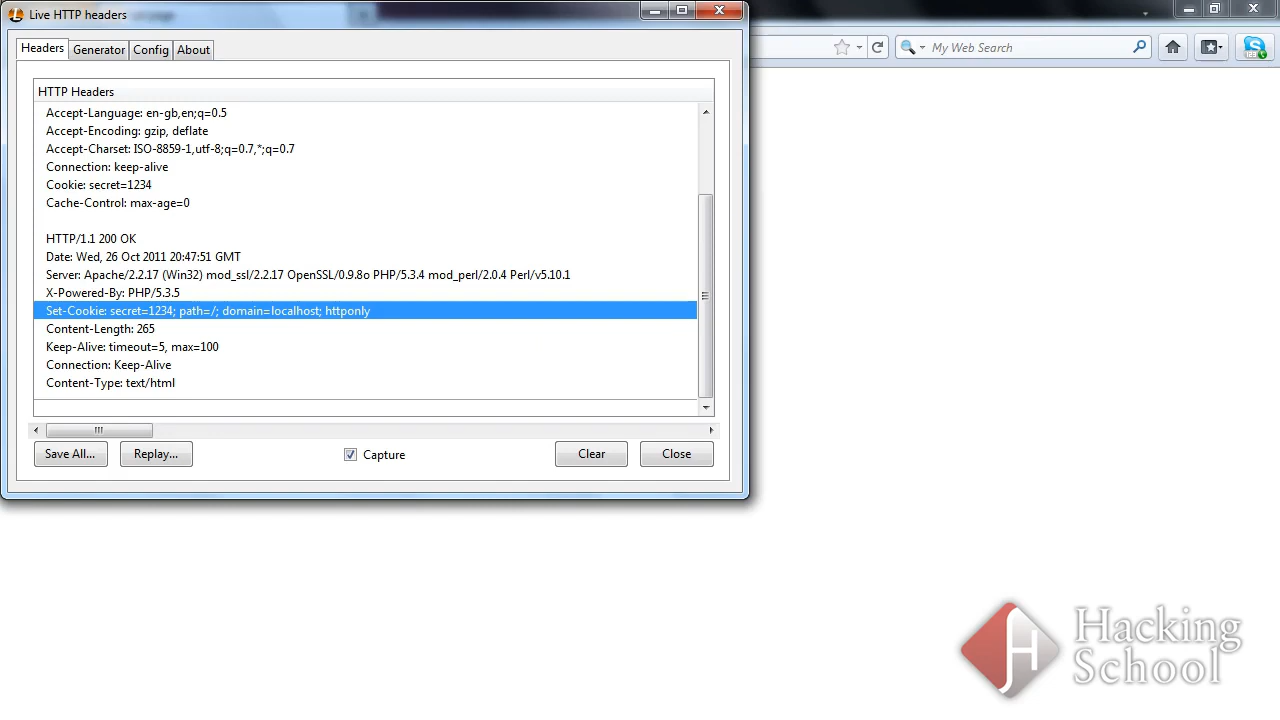 Live HTTP headers
Headers Generator Config About
My Web Search
HTTP Headers
Accept-Language: en-gb,en;q=0.5
Accept-Encoding: gzip, deflate
Accept-Charset: ISO-8859-1,utf-8;q=0.7,*;q=0.7
Connection: keep-alive
Cookie: secret=1234
Cache-Control: max-age=0
HTTP/1.1 200 OK
Date: Wed, 26 Oct 2011 20:47:51 GMT
Server: Apache/2.2.17 (Win32) mod_ssl/2.2.17 OpenSSL/0.9.8o PHP/5.3.4 mod_perl/2.0.4 Perl/v5.10.1
X-Powered-By: PHP/5.3.5
Set-Cookie: secret=1234; path=/; domain=localhost; httponly
Content-Length: 265
Keep-Alive: timeout=5, max=100
Connection: Keep-Alive
Content-Type: text/html
Save All... Replay... Capture Clear Close
Hacking
School